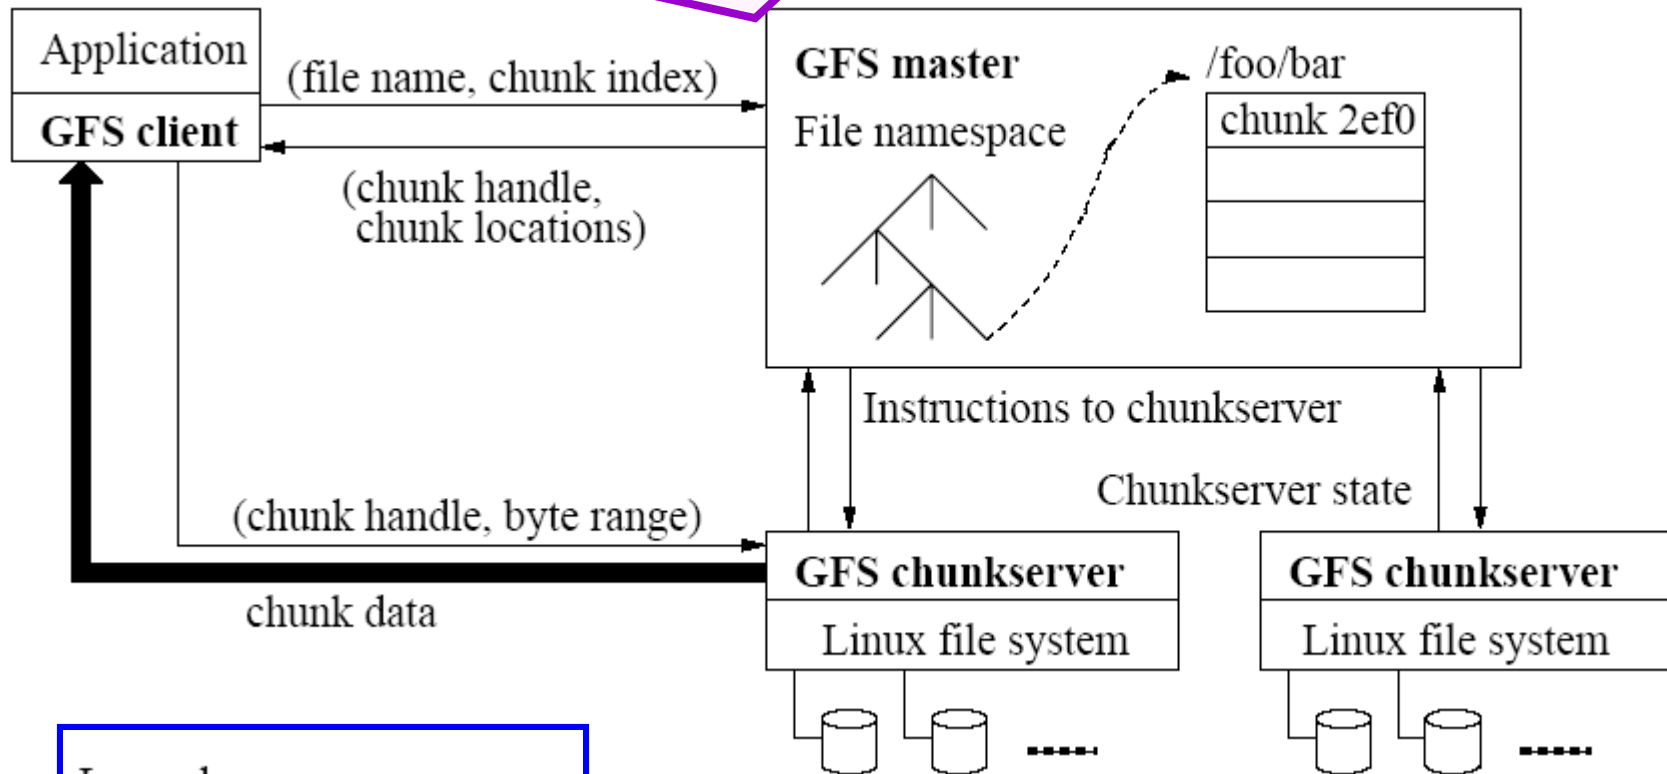 Application
GFS client
(file name, chunk index)
(chunk handle,
chunk locations)
GFS master
File namespace
/foo/bar
chunk 2ef0
Instructions to chunkserver
Chunkserver state
(chunk handle, byte range)
chunk data
GFS chunkserver
Linux file system
GFS chunkserver
Linux file system